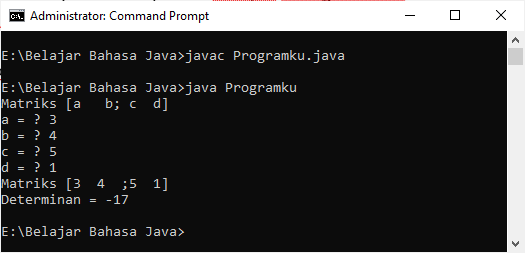 Administrator: Command Prompt
E:\Belajar Bahasa Java>javac Programku.java
E:\Belajar Bahasa Java>java Programku
Matriks [a   b; c  d]
a = ? 3
b = ? 4
c = ? 5
d = ? 1
Matriks [3  4  ;5  1]
Determinan = -17
E:\Belajar Bahasa Java>